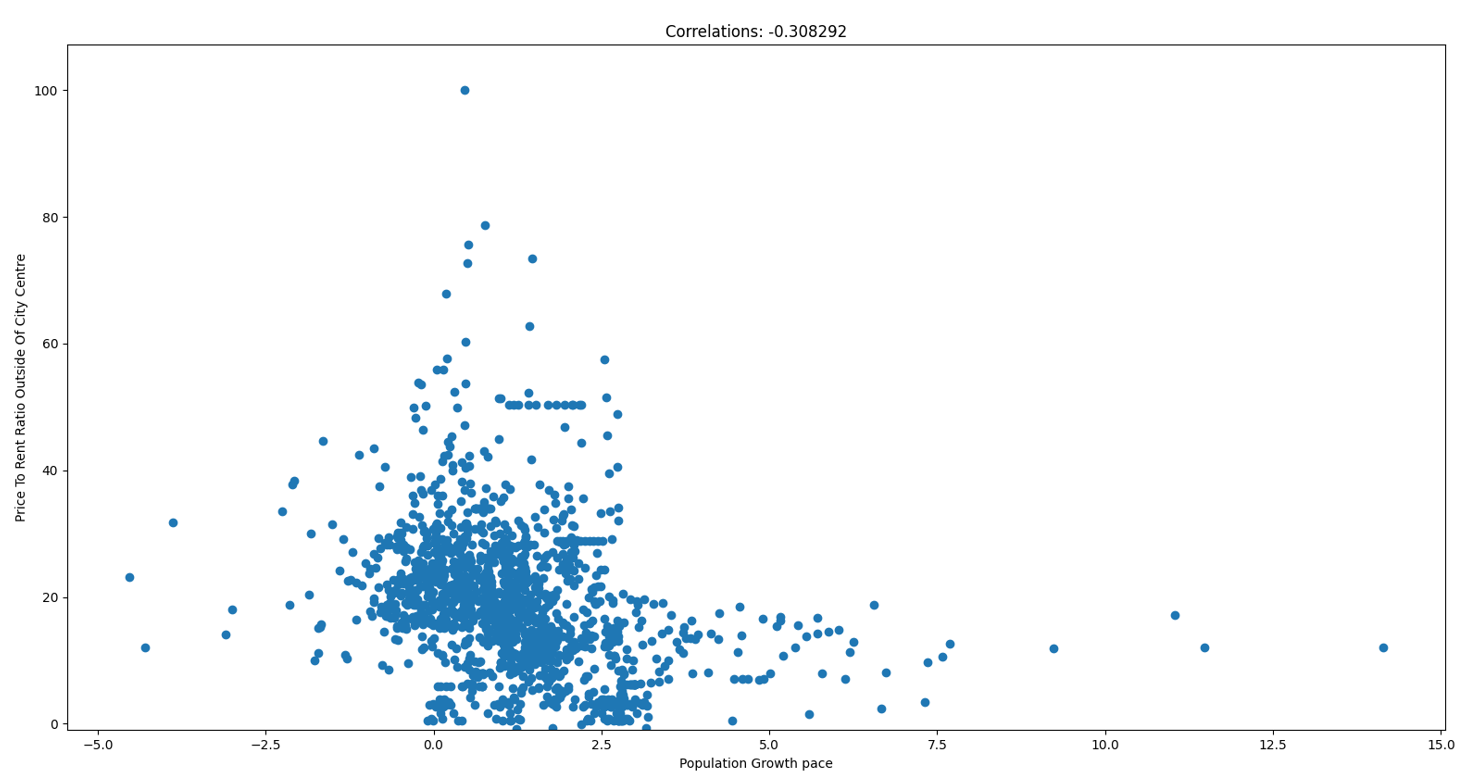 Correlations: -0.308292
Price To Rent Ratio Outside Of City Centre
100
80
60
40
20
0
−5.0 −2.5 0.0 2.5 5.0 7.5 10.0 12.5 15.0
Population Growth pace